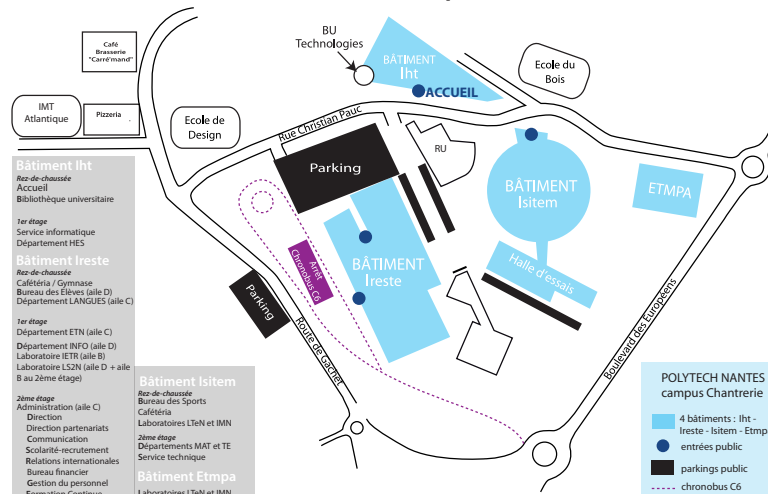 BU
Technologies
BÂTIMENT
Iht
ACCUEIL
Ecole du
Bois
Café
Brasserie
"Carré'mand"
IMT
Atlantique
Pizzeria
Ecole de
Design
Rue Christian Pauc
Parking
RU
BÂTIMENT
Isitem
ETMPA
Halle d'essais
BÂTIMENT
Ireste
Arrêt
Chronobus C6
Parking
Route de Gachet
Boulevard des Européens
Bâtiment Iht
Rez-de-chaussée
Accueil
Bibliothèque universitaire
1er étage
Service informatique
Département HES
Bâtiment Ireste
Rez-de-chaussée
Cafétéria / Gymnase
Bureau des Elèves (aile D)
Département LANGUES (aile C)
1er étage
Département ETN (aile C)
Département INFO (aile D)
Laboratoire IETR (aile B)
Laboratoire LS2N (aile D + aile
B au 2ème étage)
2ème étage
Administration (aile C)
Direction
Direction partenariats
Communication
Scolarité-recrutement
Relations internationales
Bureau financier
Gestion du personnel
Formation Continue
Bâtiment Isitem
Rez-de-chaussée
Bureau des Sports
Cafétéria
Laboratoires LTeN et IMN
2ème étage
Départements MAT et TE
Service technique
Bâtiment Etmpa
Laboratoires LTeN et IMN
POLYTECH NANTES
campus Chantrerie
4 bâtiments : Iht -
Ireste - Isitem - Etmp
entrées public
parkings public
chronobus C6